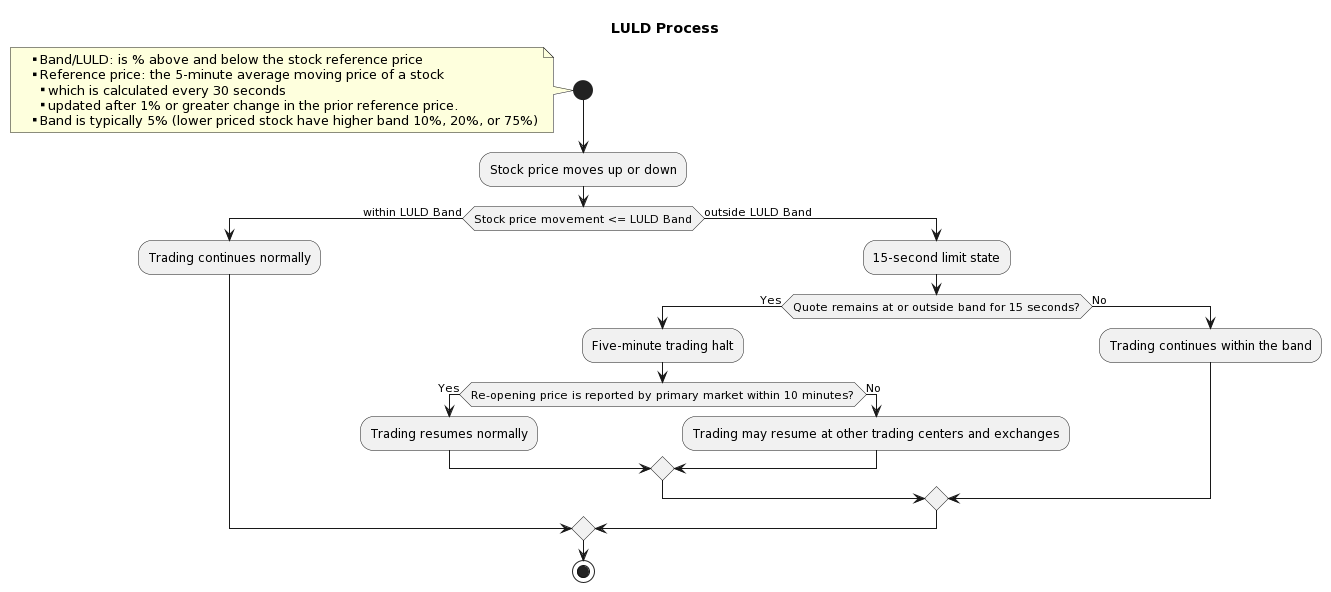 LULD Process
▪ Band/LULD: is % above and below the stock reference price
▪ Reference price: the 5-minute average moving price of a stock
▪ which is calculated every 30 seconds
▪ updated after 1% or greater change in the prior reference price.
▪ Band is typically 5% (lower priced stock have higher band 10%, 20%, or 75%)
Stock price moves up or down
within LULD Band
Stock price movement <= LULD Band
outside LULD Band
Trading continues normally
15-second limit state
Yes
Quote remains at or outside band for 15 seconds?
No
Five-minute trading halt
Trading continues within the band
Yes
Re-opening price is reported by primary market within 10 minutes?
No
Trading resumes normally
Trading may resume at other trading centers and exchanges